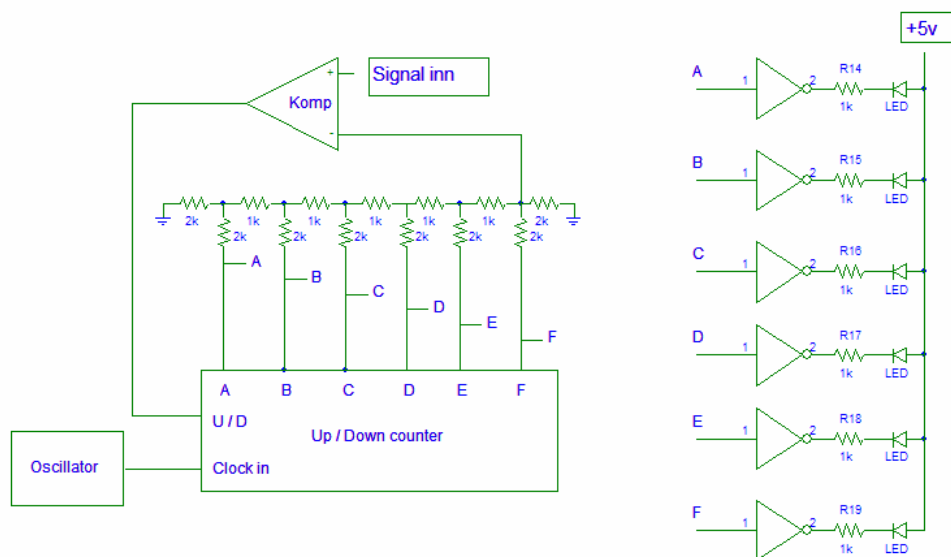 +5v
Signal inn
+
Komp
-
2k
1k
1k
1k
1k
1k
2k
2k
2k
2k
2k
2k
2k
A
B
C
D
E
F
A B C D E F
U / D
Up / Down counter
Clock in
Oscillator
A
1
2
R14
1k
LED
B
1
2
R15
1k
LED
C
1
2
R16
1k
LED
D
1
2
R17
1k
LED
E
1
2
R18
1k
LED
F
1
2
R19
1k
LED